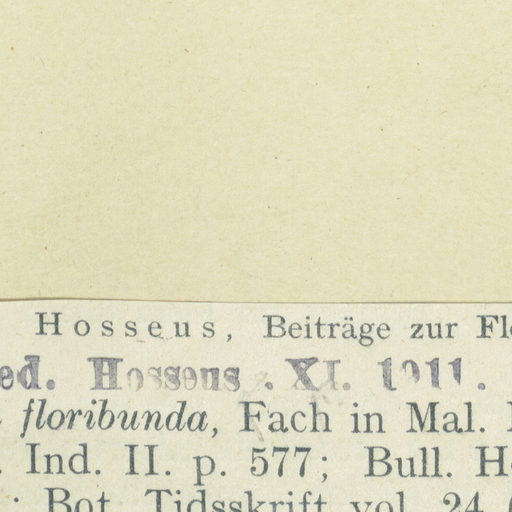 Hosseus, Beiträge zur Fl
ed. Hosseus . XI. 1911.
floribunda, Fach in Mal.
. Ind. II. p. 577; Bull. H
; Bot. Tidsskrift vol. 24